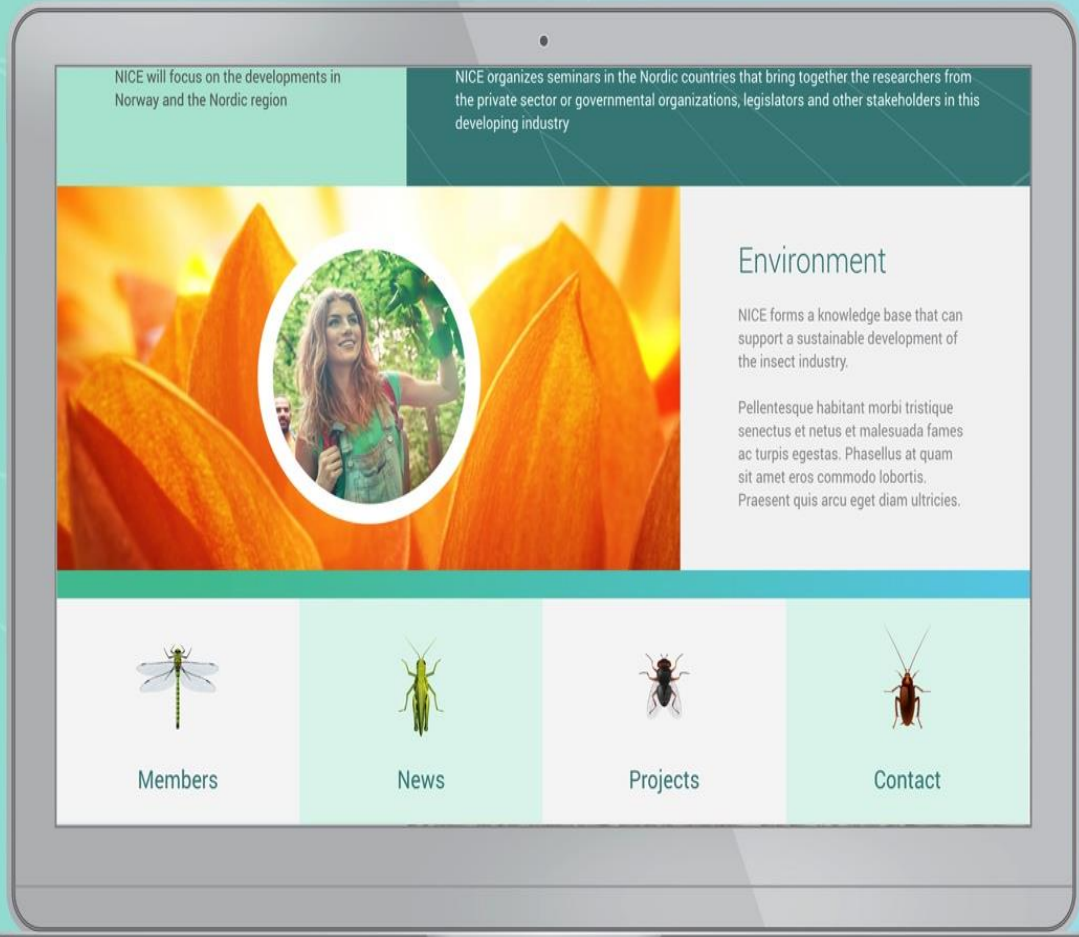 NICE will focus on the developments in
Norway and the Nordic region
NICE organizes seminars in the Nordic countries that bring together the researchers from
the private sector or governmental organizations, legislators and other stakeholders in this
developing industry
Environment
NICE forms a knowledge base that can
support a sustainable development of
the insect industry.
Pellentesque habitant morbi tristique
senectus et netus et malesuada fames
ac turpis egestas. Phasellus at quam
sit amet eros commodo lobortis.
Praesent quis arcu eget diam ultricies.
Members
News
Projects
Contact